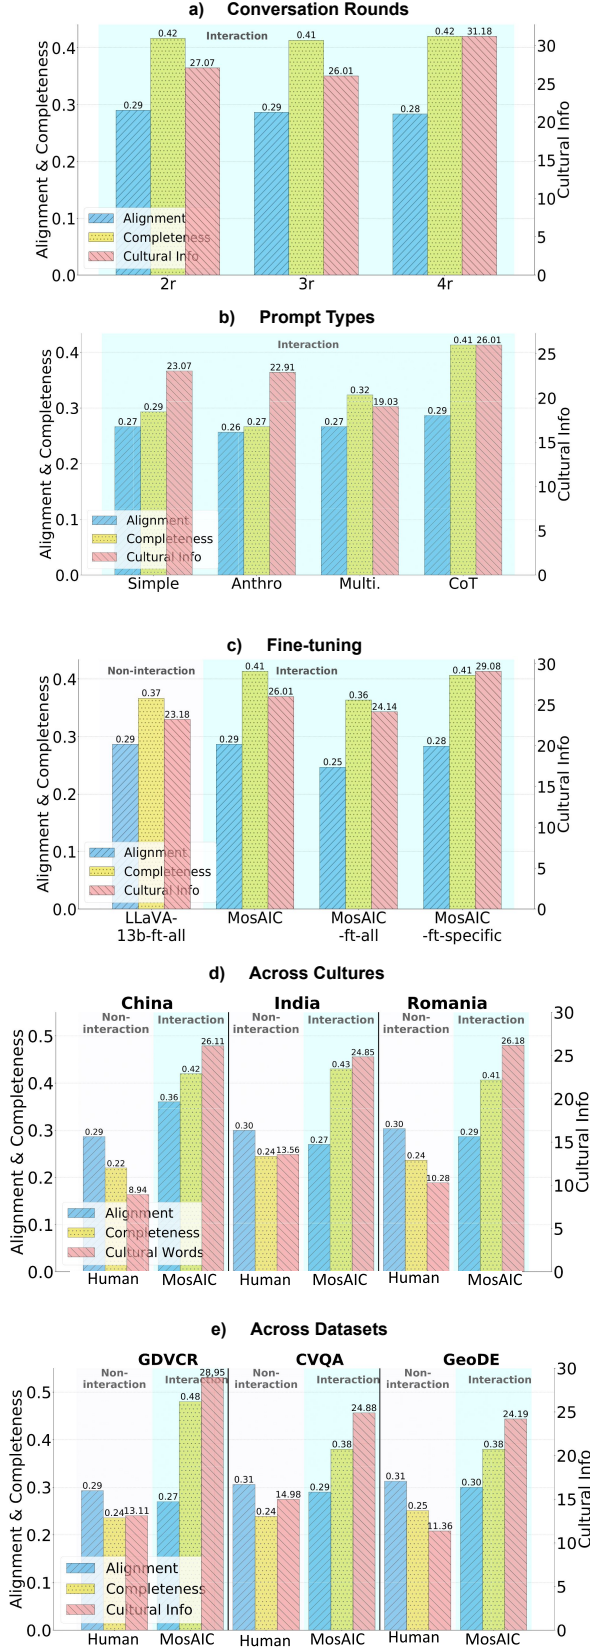 a) Conversation Rounds
Interaction
0.42
0.41
0.42
31.18
27.07
26.01
0.29
0.29
0.28
Alignment & Completeness
0.4
0.3
0.2
0.1
0.0
Cultural Info
30
25
20
15
10
5
0
Alignment
Completeness
Cultural Info
2r
3r
4r
b) Prompt Types
Interaction
0.27
0.29
23.07
0.26
0.27
22.91
0.27
0.32
19.03
0.29
0.41
26.01
Alignment & Completeness
0.4
0.3
0.2
0.1
0.0
Cultural Info
25
20
15
10
5
0
Alignment
Completeness
Cultural Info
Simple
Anthro
Multi.
CoT
c) Fine-tuning
Non-interaction
Interaction
0.29
0.37
23.18
0.29
0.41
26.01
0.25
0.36
24.14
0.28
0.41
29.08
Alignment & Completeness
0.4
0.3
0.2
0.1
0.0
Cultural Info
30
25
20
15
10
5
0
Alignment
Completeness
Cultural Info
LLaVA-
13b-ft-all
MosAIC
MosAIC
-ft-all
MosAIC
-ft-specific
d) Across Cultures
China
India
Romania
Non-
interaction
Interaction
Non-
interaction
Interaction
Non-
interaction
Interaction
0.29
0.22
8.94
0.36
0.42
26.11
0.30
0.24
13.56
0.27
0.43
24.85
0.30
0.24
10.28
0.29
0.41
26.18
Alignment & Completeness
0.5
0.4
0.3
0.2
0.1
0.0
Cultural Info
30
25
20
15
10
5
0
Alignment
Completeness
Cultural Words
Human
MosAIC
Human
MosAIC
Human
MosAIC
e) Across Datasets
GDVCR
CVQA
GeoDE
Non-
interaction
Interaction
Non-
interaction
Interaction
Non-
interaction
Interaction
0.29
0.24
13.11
0.27
0.48
28.95
0.31
0.24
14.98
0.29
0.38
24.88
0.31
0.25
11.36
0.30
0.38
24.19
Alignment & Completeness
0.5
0.4
0.3
0.2
0.1
0.0
Cultural Info
30
25
20
15
10
5
0
Alignment
Completeness
Cultural Info
Human
MosAIC
Human
MosAIC
Human
MosAIC